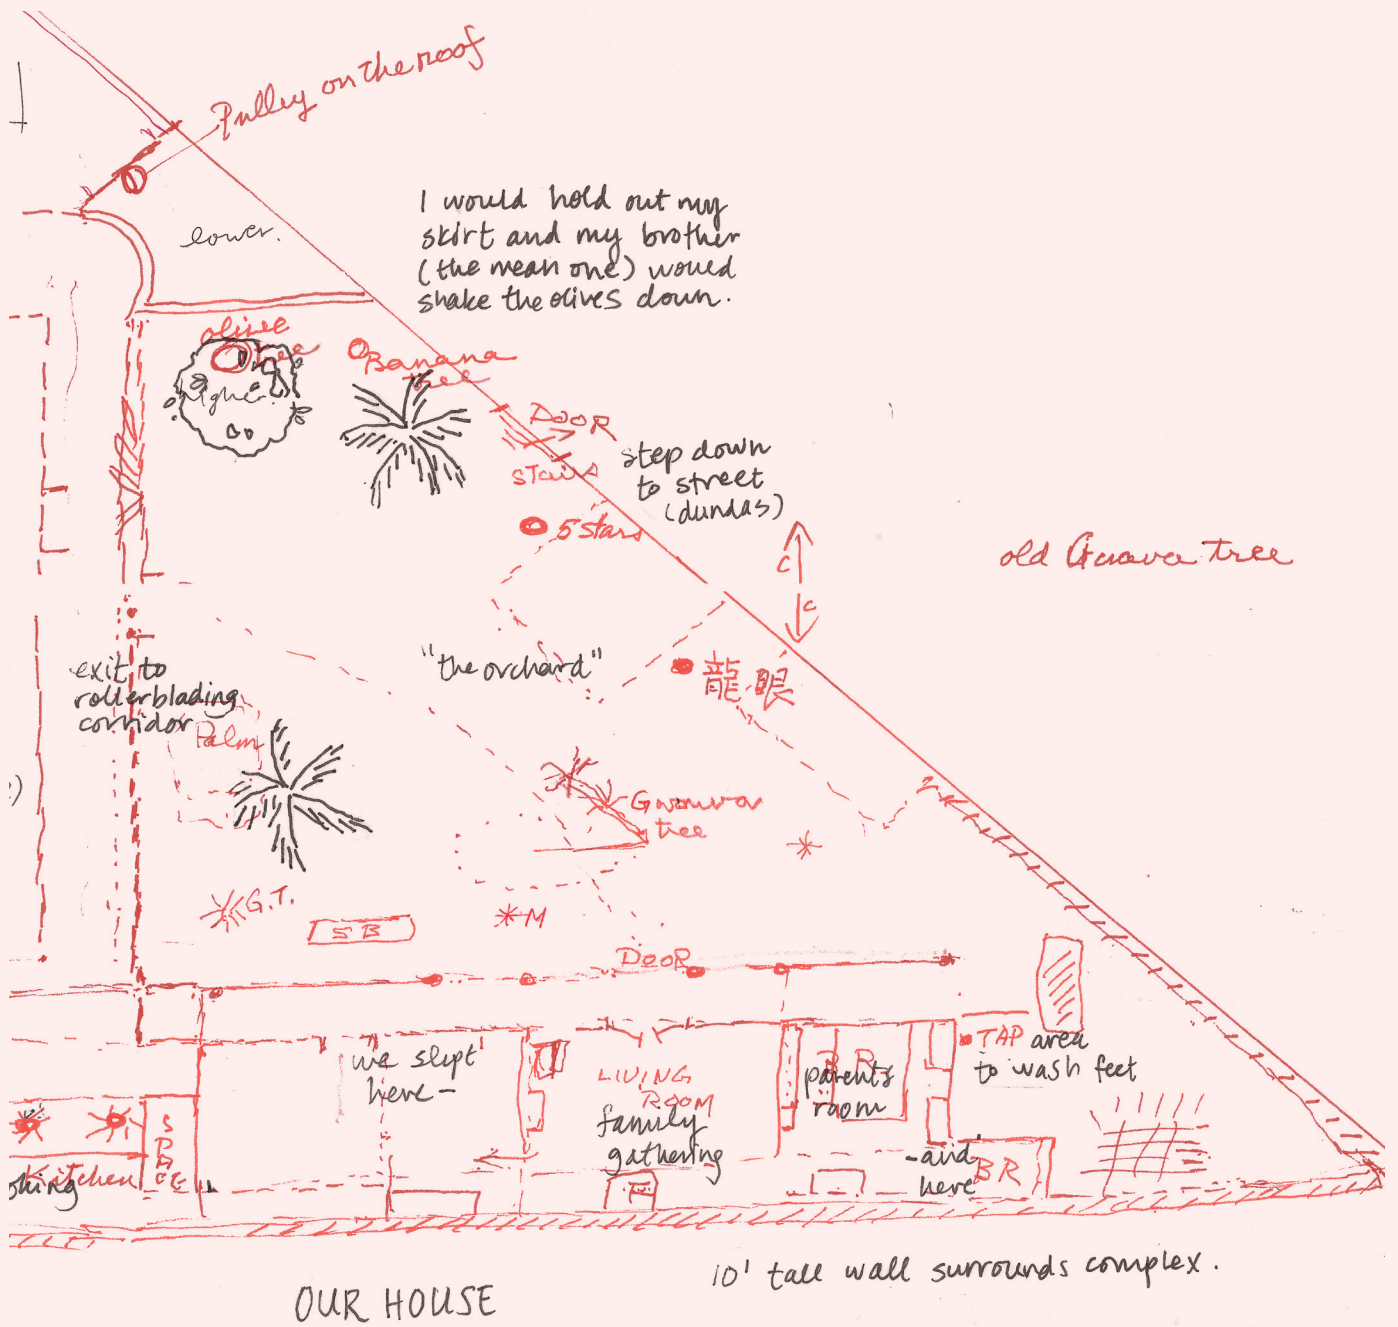 Pulley on the roof
lower.
I would hold out my
skirt and my brother
(the mean one) would
shake the olives down.
olive
tree
higher
Banana
tree
DOOR
stairs
step down
to street
(dundas)
5 stars
C
C
old Guava tree
"the orchard"
龍眼
exit to
rollerblading
corridor
Palm
Guava
tree
G.T.
SB
M
DOOR
TAP area
to wash feet
we slept
here-
LIVING
ROOM
family
gathering
BR
parents
room
-and
here
BR
SPACE
Kitchen
10' tall wall surrounds complex.
OUR HOUSE